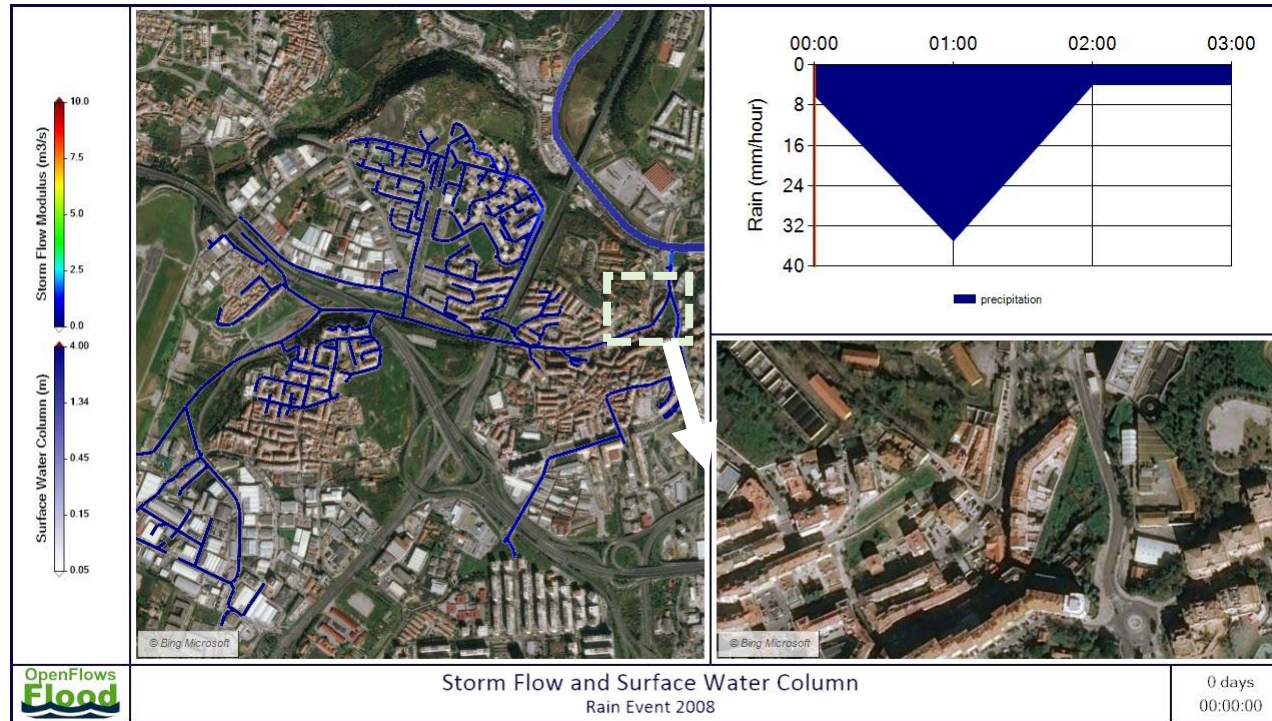 10.0
7.5
5.0
2.5
0.0
Storm Flow Modulus (m3/s)
4.00
1.34
0.45
0.15
0.05
Surface Water Column (m)
© Bing Microsoft
00:00 01:00 02:00 03:00
0
8
16
24
32
40
Rain (mm/hour)
precipitation
© Bing Microsoft
OpenFlows
Flood
Storm Flow and Surface Water Column
Rain Event 2008
0 days
00:00:00